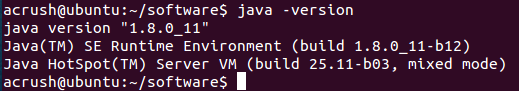 acrush@ubuntu:~/software$ java -version
java version "1.8.0_11"
Java(TM) SE Runtime Environment (build 1.8.0_11-b12)
Java HotSpot(TM) Server VM (build 25.11-b03, mixed mode)
acrush@ubuntu:~/software$